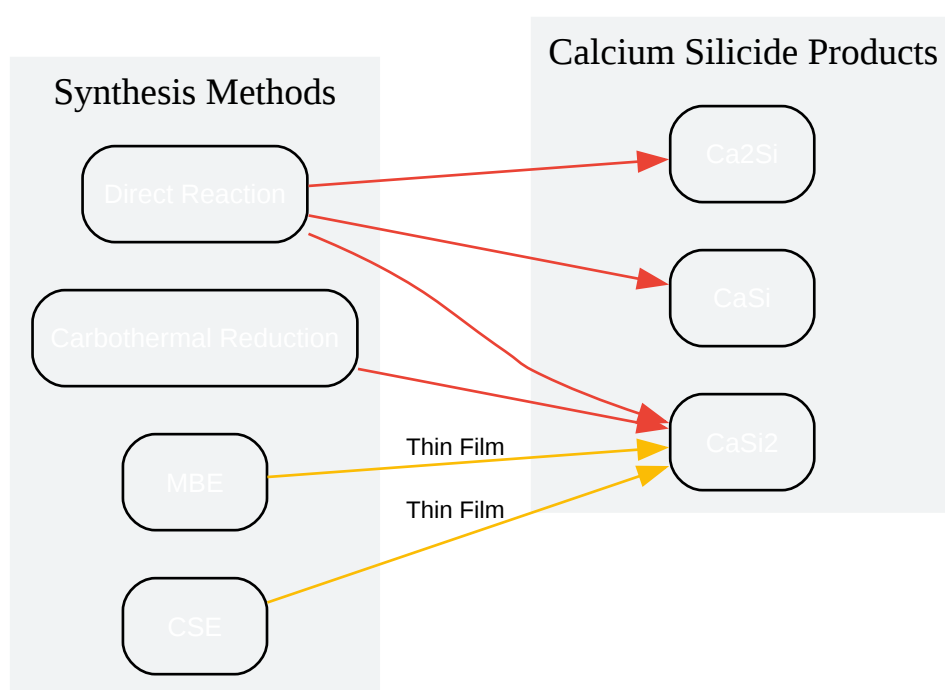 Synthesis Methods
Direct Reaction
Carbothermal Reduction
MBE
CSE
Thin Film
Thin Film
Calcium Silicide Products
Ca2Si
CaSi
CaSi2